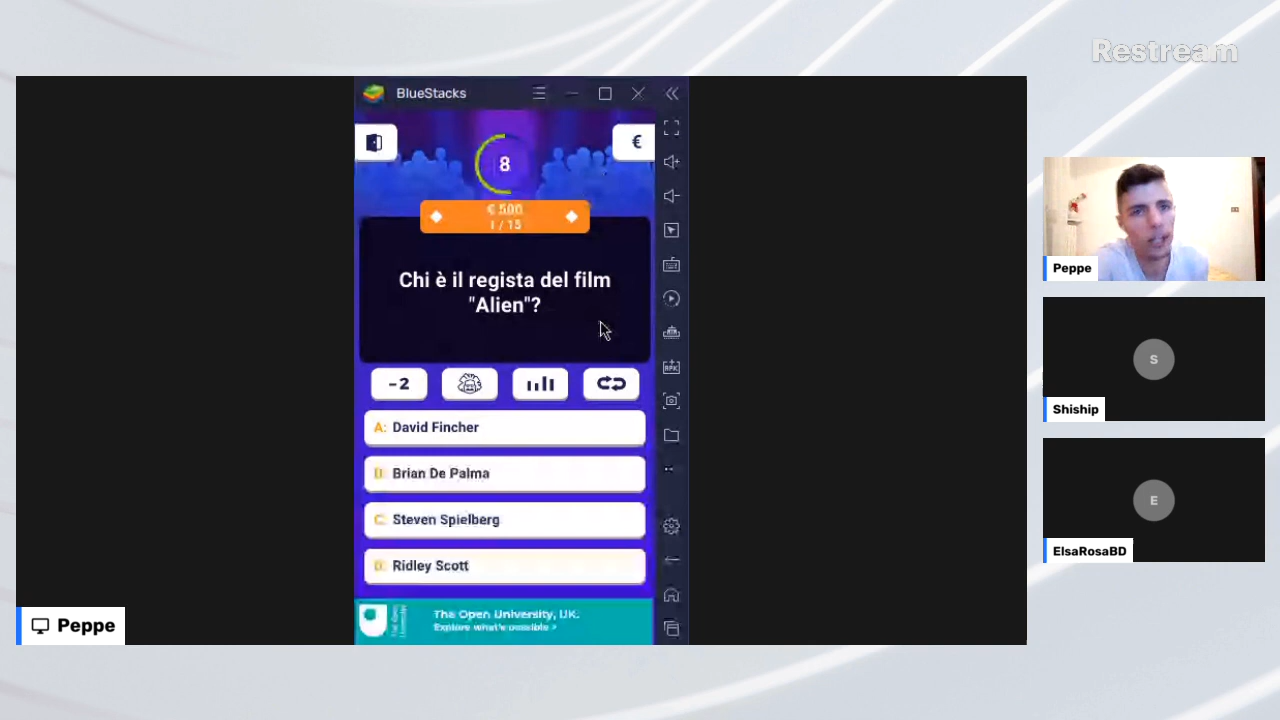 Restream
BlueStacks
8
€
€ 500
1 / 15
Chi è il regista del film
"Alien"?
-2
A: David Fincher
B: Brian De Palma
C: Steven Spielberg
D: Ridley Scott
The Open University, UK.
Explore what's possible >
Peppe
Peppe
S
Shiship
E
ElsaRosaBD